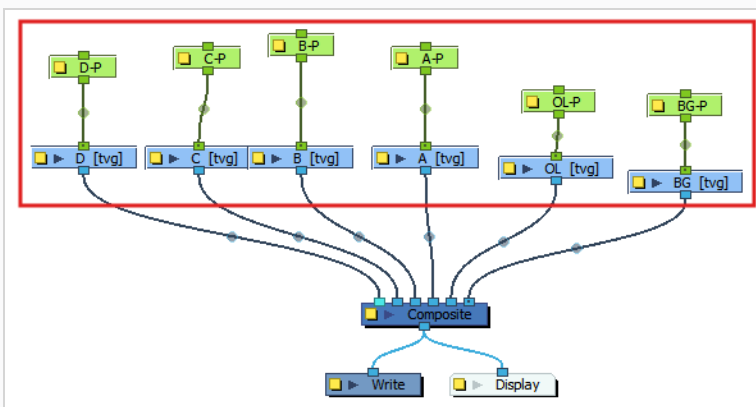 D-P
C-P
B-P
A-P
OL-P
BG-P
D [tvg]
C [tvg]
B [tvg]
A [tvg]
OL [tvg]
BG [tvg]
Composite
Write
Display